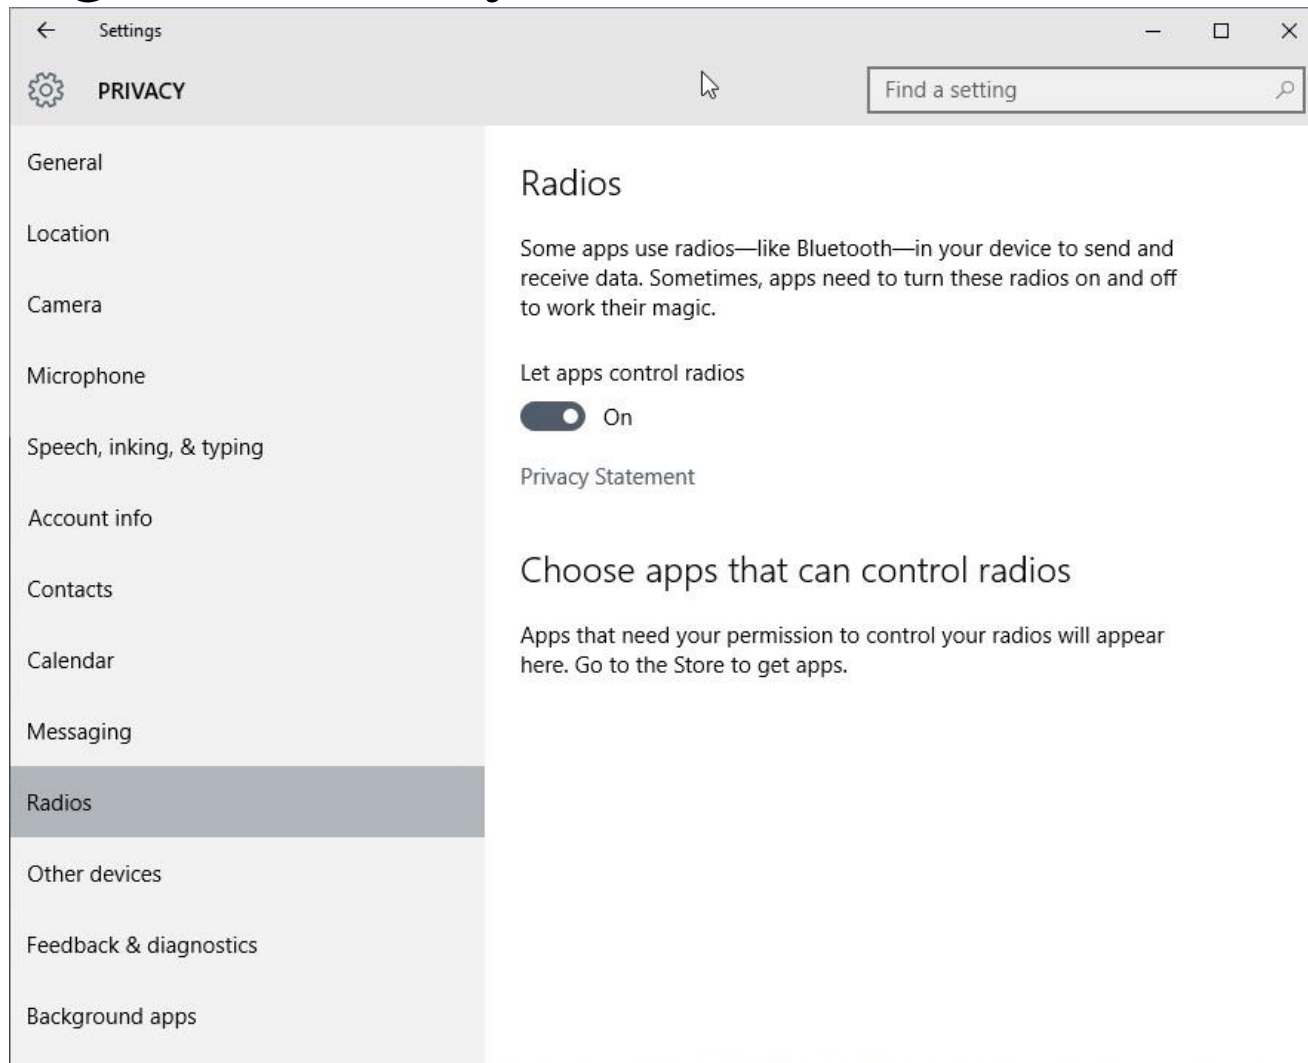 Settings
PRIVACY
Find a setting
General
Location
Camera
Microphone
Speech, inking, & typing
Account info
Contacts
Calendar
Messaging
Radios
Other devices
Feedback & diagnostics
Background apps
Radios
Some apps use radios—like Bluetooth—in your device to send and
receive data. Sometimes, apps need to turn these radios on and off
to work their magic.
Let apps control radios
On
Privacy Statement
Choose apps that can control radios
Apps that need your permission to control your radios will appear
here. Go to the Store to get apps.